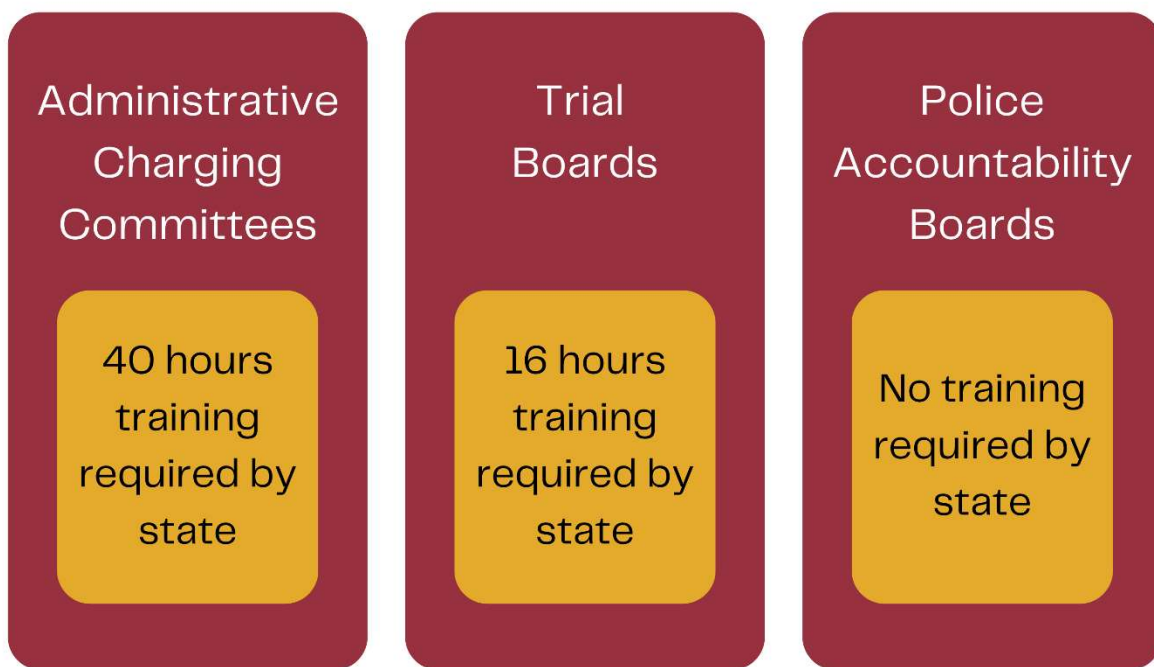 Administrative
Charging
Committees
40 hours
training
required by
state
Trial
Boards
16 hours
training
required by
state
Police
Accountability
Boards
No training
required by
state